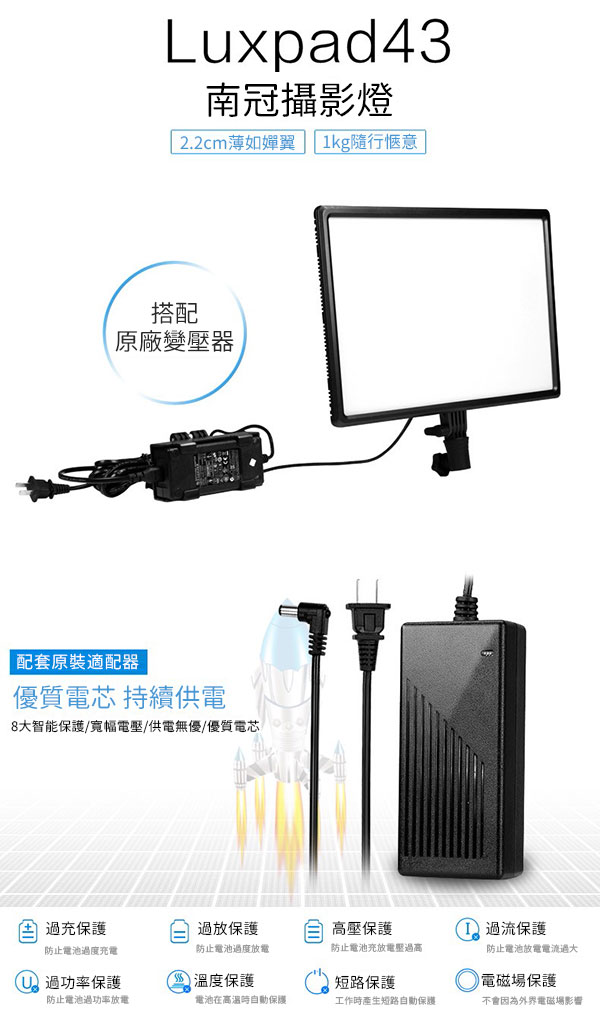 Luxpad43
南冠攝影燈
2.2cm薄如嬋翼
1kg隨行愜意
搭配
原廠變壓器
配套原裝適配器
優質電芯 持續供電
8大智能保護/寬幅電壓/供電無優/優質電芯
過充保護
防止電池過度充電
過放保護
防止電池過度放電
高壓保護
防止電池充放電壓過高
過流保護
防止電池放電電流過大
過功率保護
防止電池過功率放電
溫度保護
電池在高溫時自動保護
短路保護
工作時產生短路自動保護
電磁場保護
不會因為外界電磁場影響